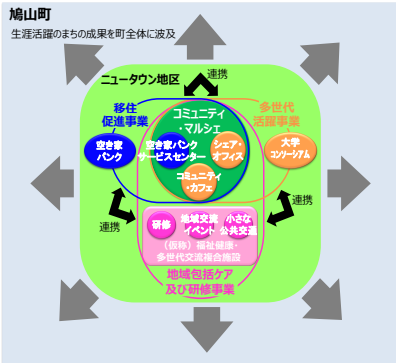 鳩山町
生涯活躍のまちの成果を町全体に波及
ニュータウン地区
連携
移住
促進事業
コミュニティ
・マルシェ
多世代
活躍事業
空き家
バンク
空き家バンク
サービスセンター
シェア・
オフィス
大学
コンソーシアム
コミュニティ
・カフェ
連携
連携
研修
地域交流
イベント
小さな
公共交通
（仮称）福祉健康・
多世代交流複合施設
地域包括ケア
及び研修事業